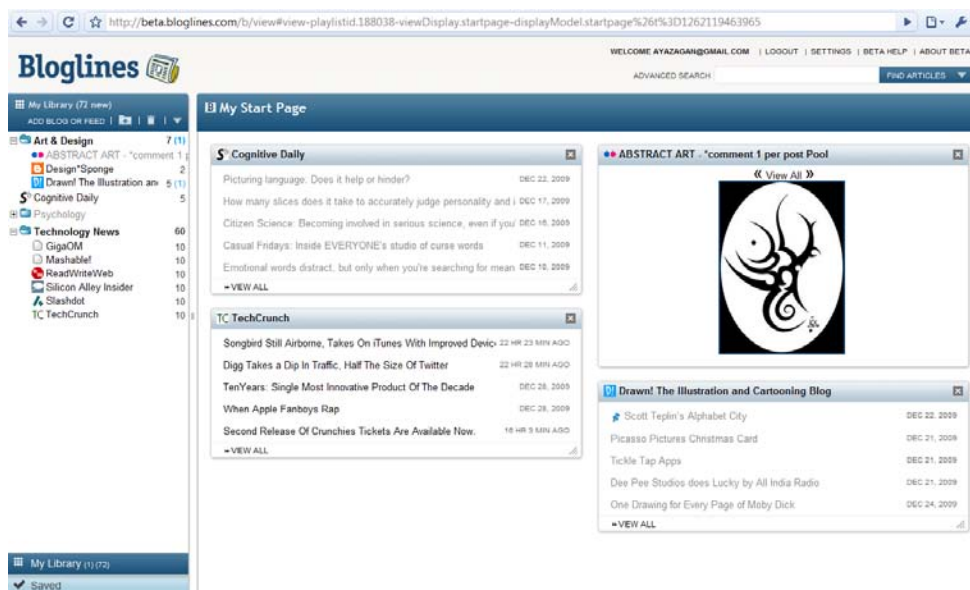 http://beta.bloglines.com/b/view#view-playlistid.188038-viewDisplay.startpage-displayModel.startpage%26t%3D1262119463965
WELCOME AYAZAGAN@GMAIL.COM | LOGOUT | SETTINGS | BETA HELP | ABOUT BETA
Bloglines
ADVANCED SEARCH
FIND ARTICLES
My Library (72 new)
ADD BLOG OR FEED
Art & Design 7 (1)
ABSTRACT ART - "comment 1 p
Design*Sponge 2
Drawn! The Illustration an 5 (1)
Cognitive Daily 5
Psychology
Technology News 60
GigaOM 10
Mashable! 10
ReadWriteWeb 10
Silicon Alley Insider 10
Slashdot 10
TechCrunch 10
My Library (1) (72)
Saved
My Start Page
Cognitive Daily
Picturing language: Does it help or hinder? DEC 22, 2009
How many slices does it take to accurately judge personality and i DEC 17, 2009
Citizen Science: Becoming involved in serious science, even if you' DEC 16, 2009
Casual Fridays: Inside EVERYONE's studio of curse words DEC 11, 2009
Emotional words distract, but only when you're searching for mean DEC 10, 2009
VIEW ALL
TC TechCrunch
Songbird Still Airborne, Takes On iTunes With Improved Devic 22 HR 23 MIN AGO
Digg Takes a Dip In Traffic, Half The Size Of Twitter 22 HR 28 MIN AGO
TenYears: Single Most Innovative Product Of The Decade DEC 28, 2009
When Apple Fanboys Rap DEC 28, 2009
Second Release Of Crunchies Tickets Are Available Now. 18 HR 3 MIN AGO
VIEW ALL
ABSTRACT ART - "comment 1 per post Pool
« View All »
Drawn! The Illustration and Cartooning Blog
Scott Teplin's Alphabet City DEC 22, 2009
Picasso Pictures Christmas Card DEC 21, 2009
Tickle Tap Apps DEC 21, 2009
Dee Pee Studios does Lucky by All India Radio DEC 21, 2009
One Drawing for Every Page of Moby Dick DEC 24, 2009
VIEW ALL